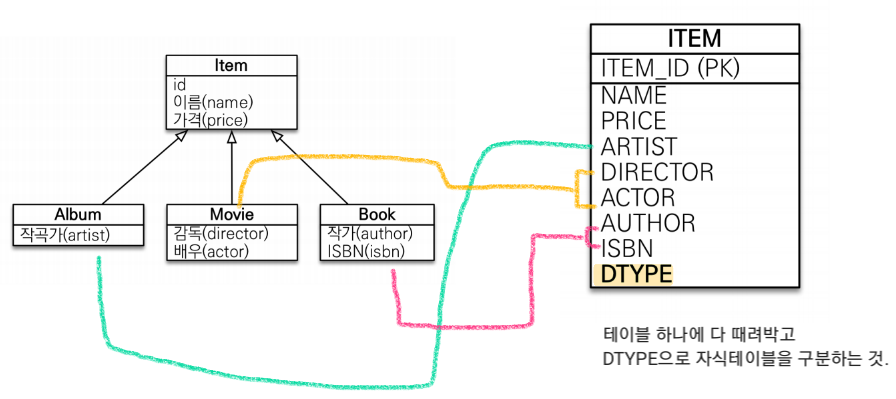 Item
id
이름(name)
가격(price)
Album
작곡가(artist)
Movie
감독(director)
배우(actor)
Book
작가(author)
ISBN(isbn)
ITEM
ITEM_ID (PK)
NAME
PRICE
ARTIST
DIRECTOR
ACTOR
AUTHOR
ISBN
DTYPE
테이블 하나에 다 때려박고
DTYPE으로 자식테이블을 구분하는 것.